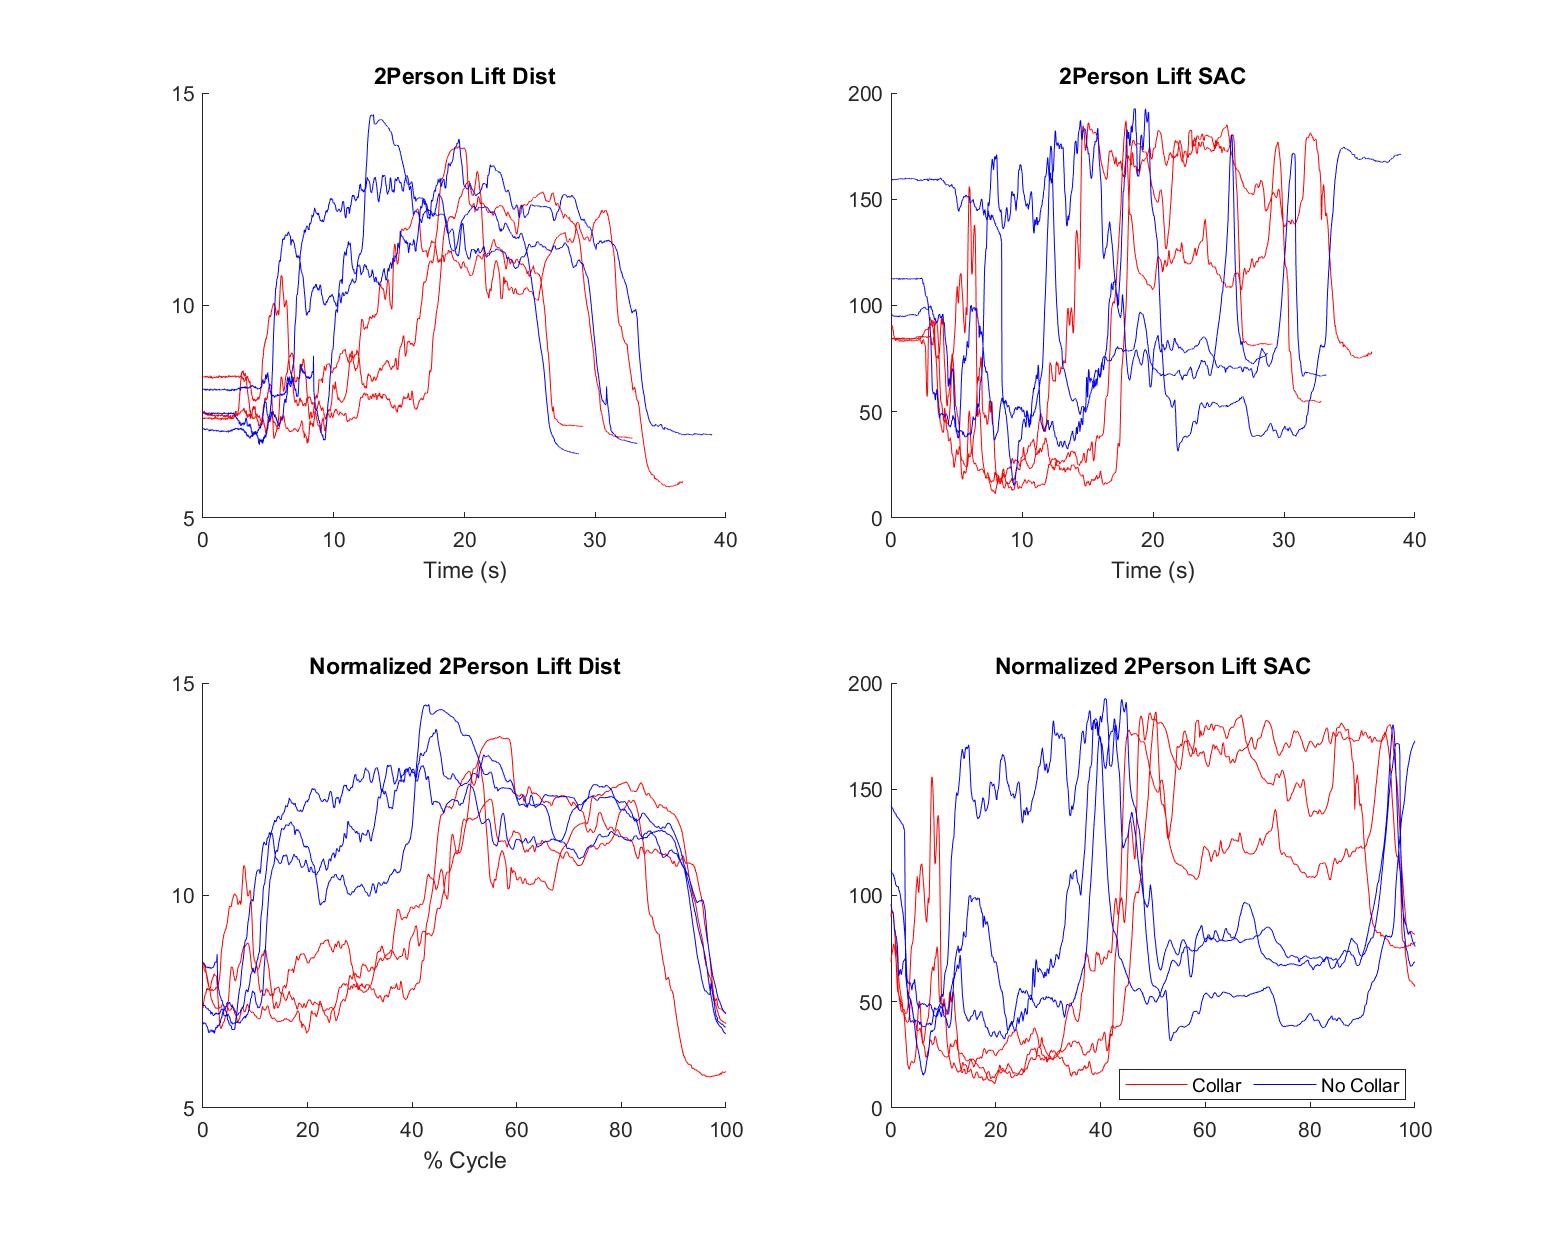 2Person Lift Dist
15
10
5
0 10 20 30 40
Time (s)
2Person Lift SAC
200
150
100
50
0
0 10 20 30 40
Time (s)
Normalized 2Person Lift Dist
15
10
5
0 20 40 60 80 100
% Cycle
Normalized 2Person Lift SAC
200
150
100
50
0
Collar No Collar
0 20 40 60 80 100